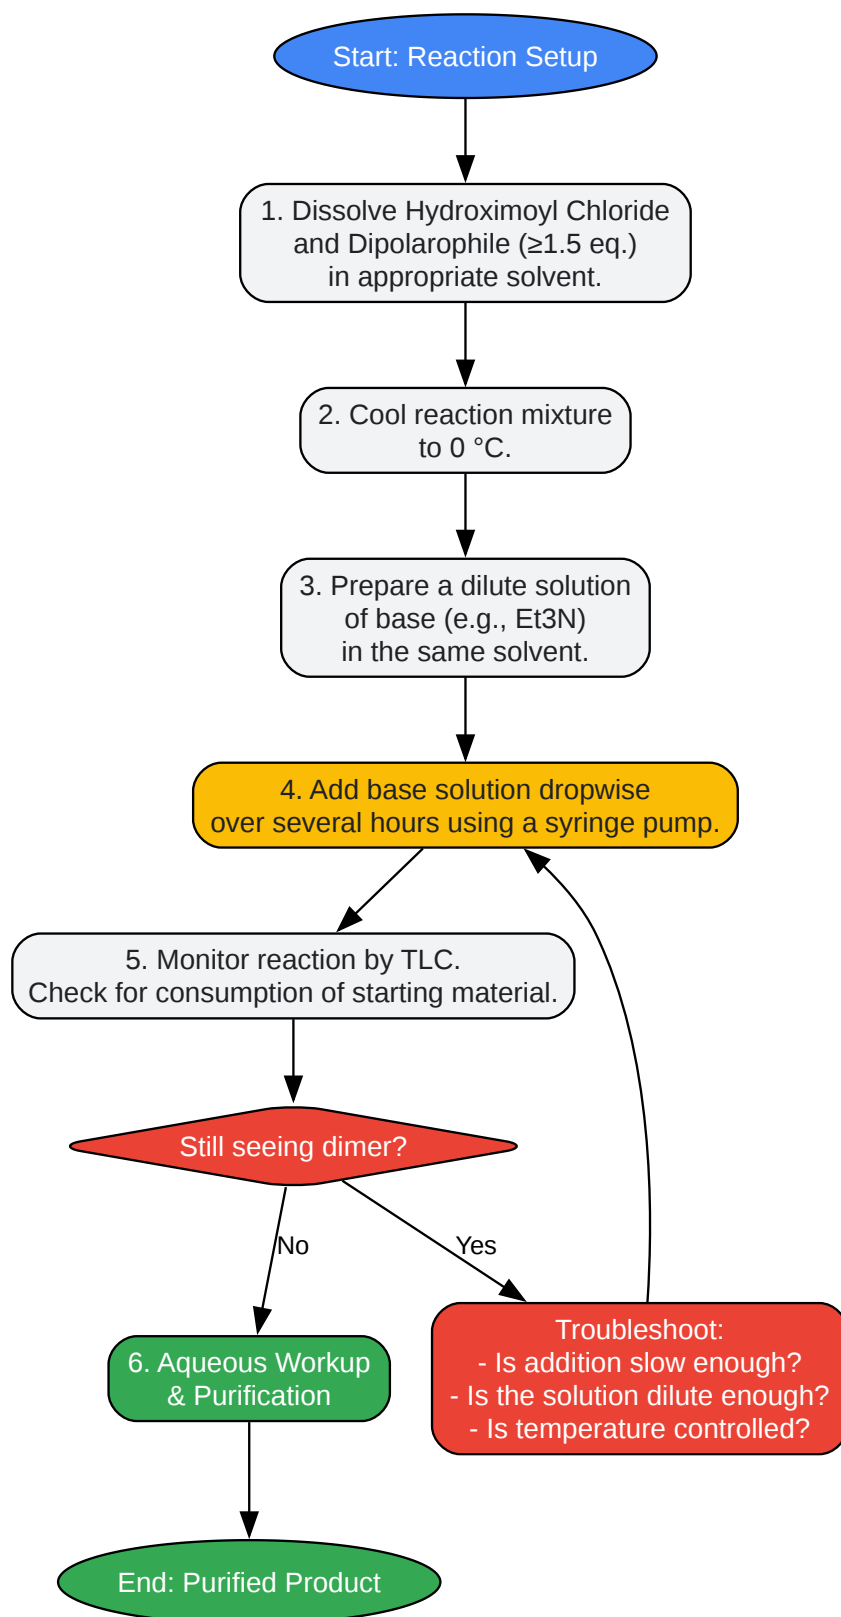 Start: Reaction Setup
1. Dissolve Hydroximoyl Chloride
and Dipolarophile (≥1.5 eq.)
in appropriate solvent.
2. Cool reaction mixture
to 0 °C.
3. Prepare a dilute solution
of base (e.g., Et3N)
in the same solvent.
4. Add base solution dropwise
over several hours using a syringe pump.
5. Monitor reaction by TLC.
Check for consumption of starting material.
Still seeing dimer?
No
Yes
Troubleshoot:
- Is addition slow enough?
- Is the solution dilute enough?
- Is temperature controlled?
6. Aqueous Workup
& Purification
End: Purified Product